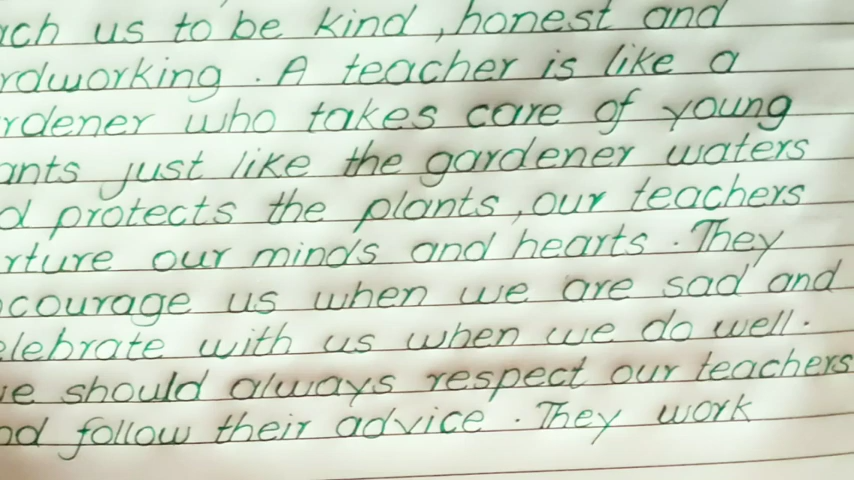 ach us to be kind, honest and
rdworking. A teacher is like a
rdener who takes care of young
ants just like the gardener waters
d protects the plants, our teachers
rture our minds and hearts. They
courage us when we are sad and
elebrate with us when we do well.
e should always respect our teachers
nd follow their advice. They work